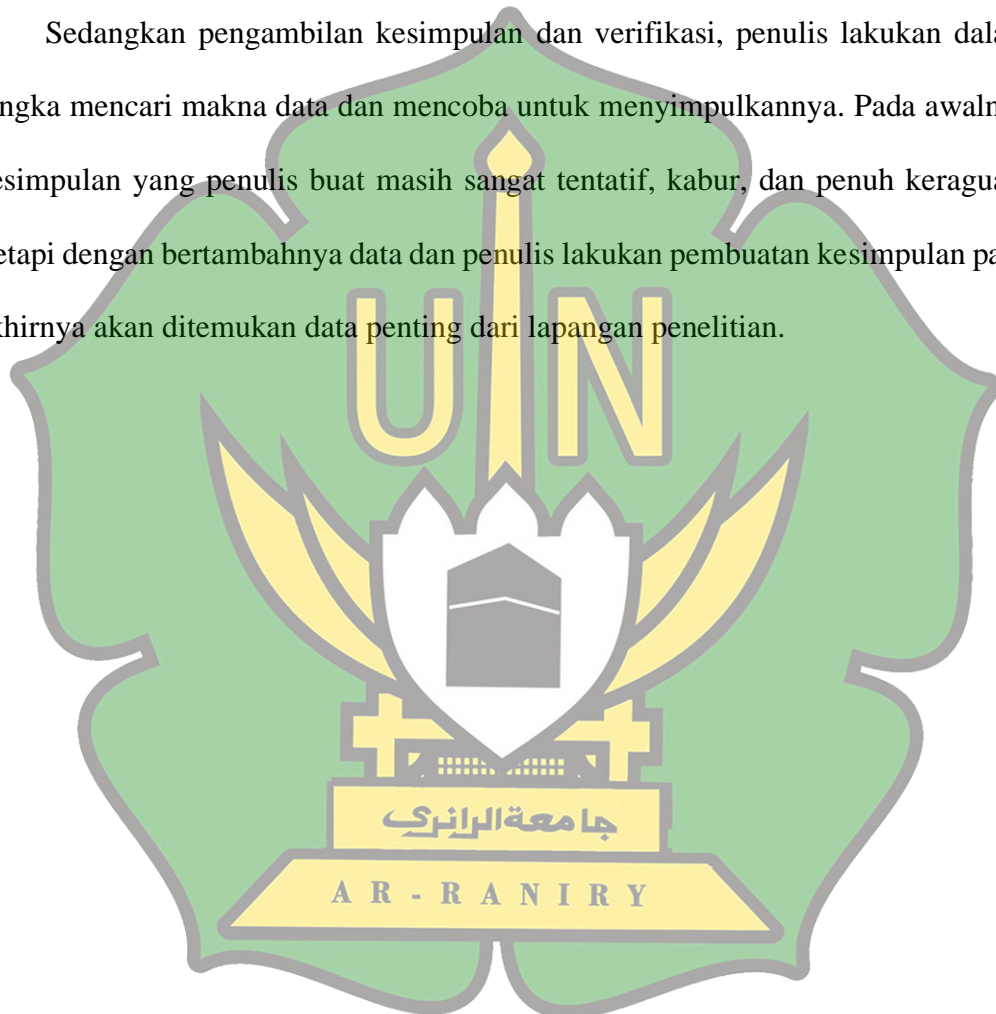 Sedangkan pengambilan kesimpulan dan verifikasi, penulis lakukan dala
ngka mencari makna data dan mencoba untuk menyimpulkannya. Pada awaln
esimpulan yang penulis buat masih sangat tentatif, kabur, dan penuh keragua
etapi dengan bertambahnya data dan penulis lakukan pembuatan kesimpulan pa
khirnya akan ditemukan data penting dari lapangan penelitian.
UIN
جامعة الرانري
AR-RANIRY